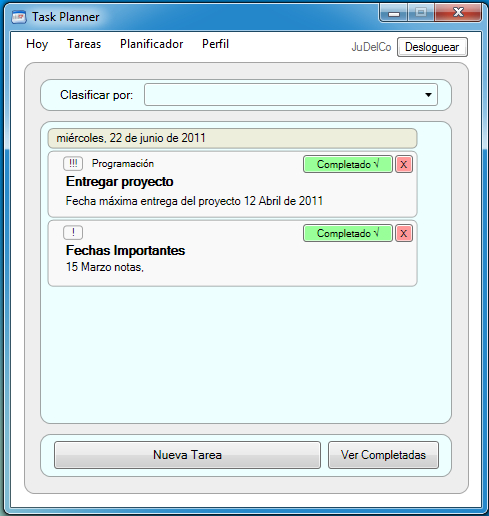 Task Planner
Hoy Tareas Planificador Perfil JuDelCo Desloguear
Clasificar por:
miércoles, 22 de junio de 2011
!!! Programación Completado √ X
Entregar proyecto
Fecha máxima entrega del proyecto 12 Abril de 2011
! Completado √ X
Fechas Importantes
15 Marzo notas,
Nueva Tarea Ver Completadas